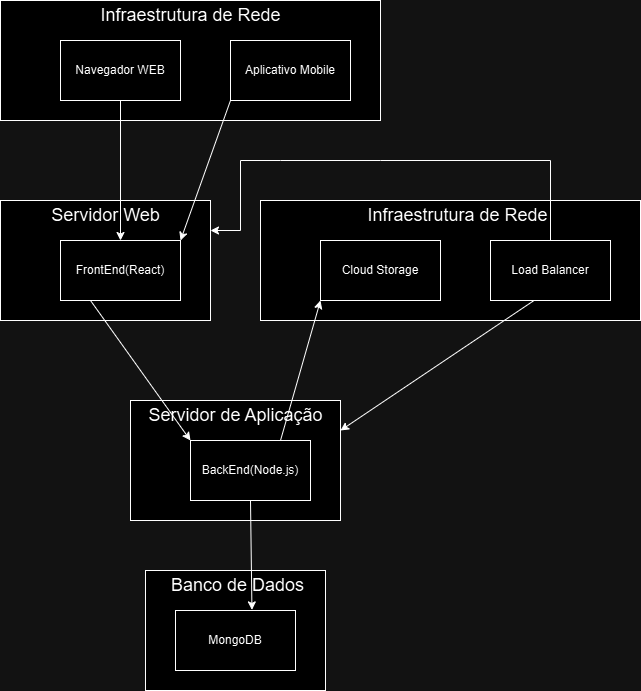 Infraestrutura de Rede
Navegador WEB
Aplicativo Mobile
Servidor Web
FrontEnd(React)
Infraestrutura de Rede
Cloud Storage
Load Balancer
Servidor de Aplicação
BackEnd(Node.js)
Banco de Dados
MongoDB